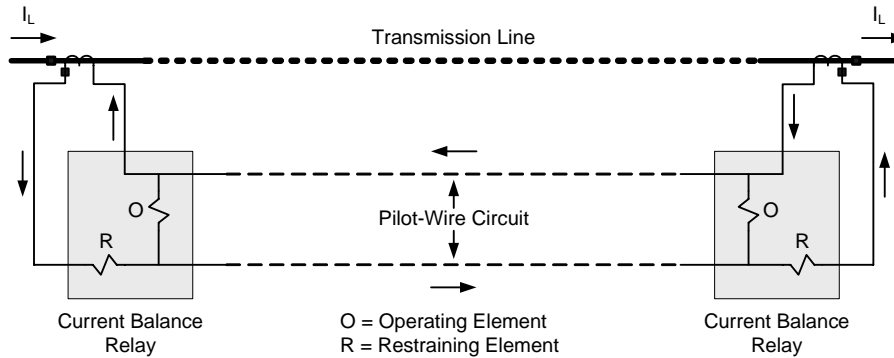 I_L
I_L
Transmission Line
O
Pilot-Wire Circuit
O
R
R
Current Balance
Relay
O = Operating Element
R = Restraining Element
Current Balance
Relay